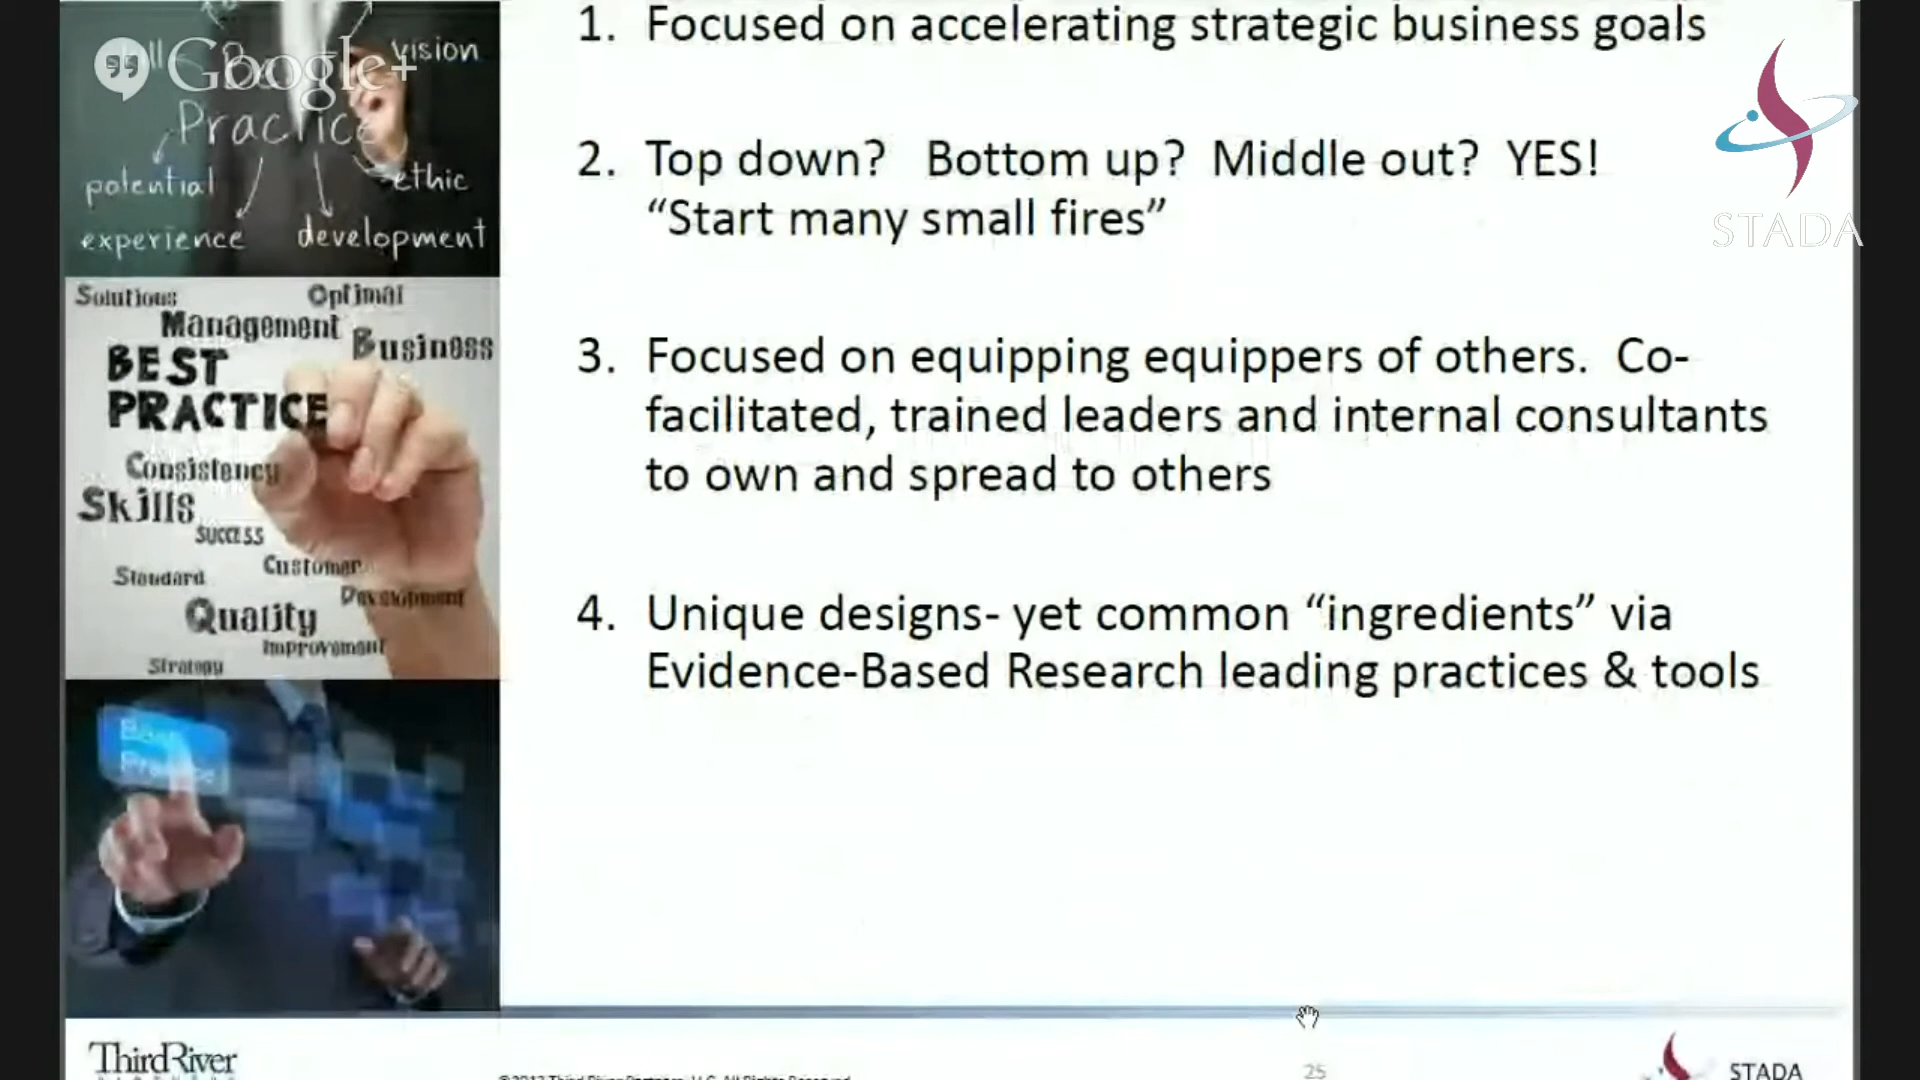 Google+
vision
Practice
potential
ethic
experience
development
Solutions
Optimal
Management
Business
BEST
PRACTICE
Consistency
Skills
SUCCESS
Standard
Customer
Development
Quality
Improvement
Strategy
Best
Practice
1. Focused on accelerating strategic business goals
2. Top down? Bottom up? Middle out? YES!
“Start many small fires”
3. Focused on equipping equippers of others. Co-
facilitated, trained leaders and internal consultants
to own and spread to others
4. Unique designs- yet common “ingredients” via
Evidence-Based Research leading practices & tools
STADA
ThirdRiver
25
STADA